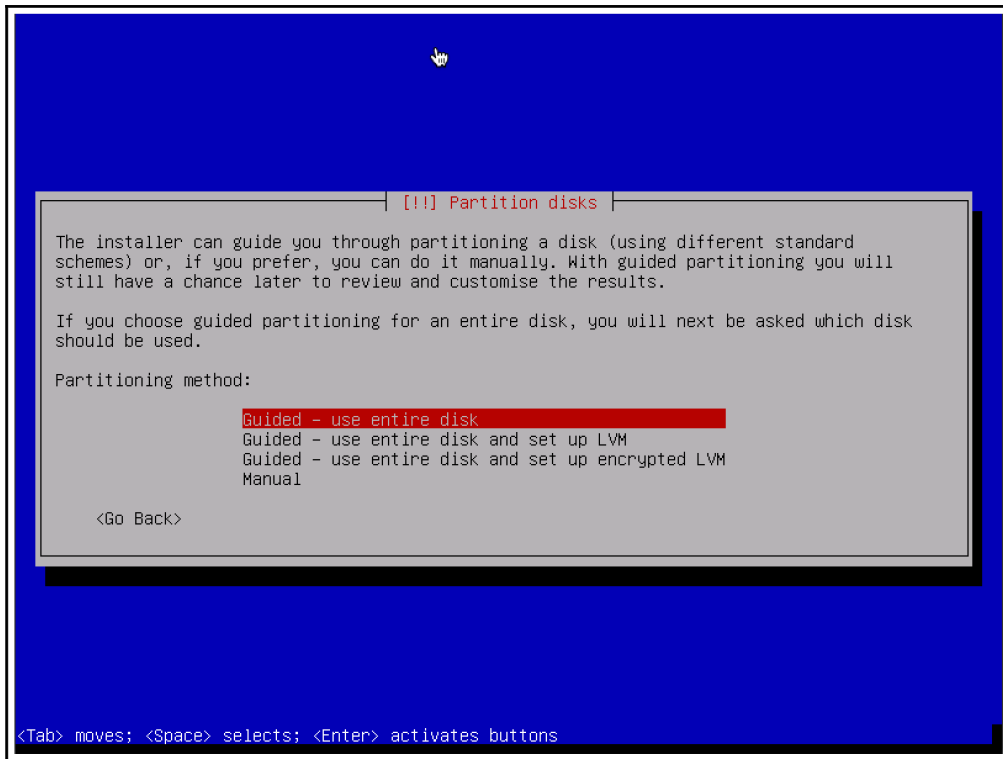 [!!] Partition disks
The installer can guide you through partitioning a disk (using different standard
schemes) or, if you prefer, you can do it manually. With guided partitioning you will
still have a chance later to review and customise the results.
If you choose guided partitioning for an entire disk, you will next be asked which disk
should be used.
Partitioning method:
Guided – use entire disk
Guided – use entire disk and set up LVM
Guided – use entire disk and set up encrypted LVM
Manual
<Go Back>
<Tab> moves; <Space> selects; <Enter> activates buttons